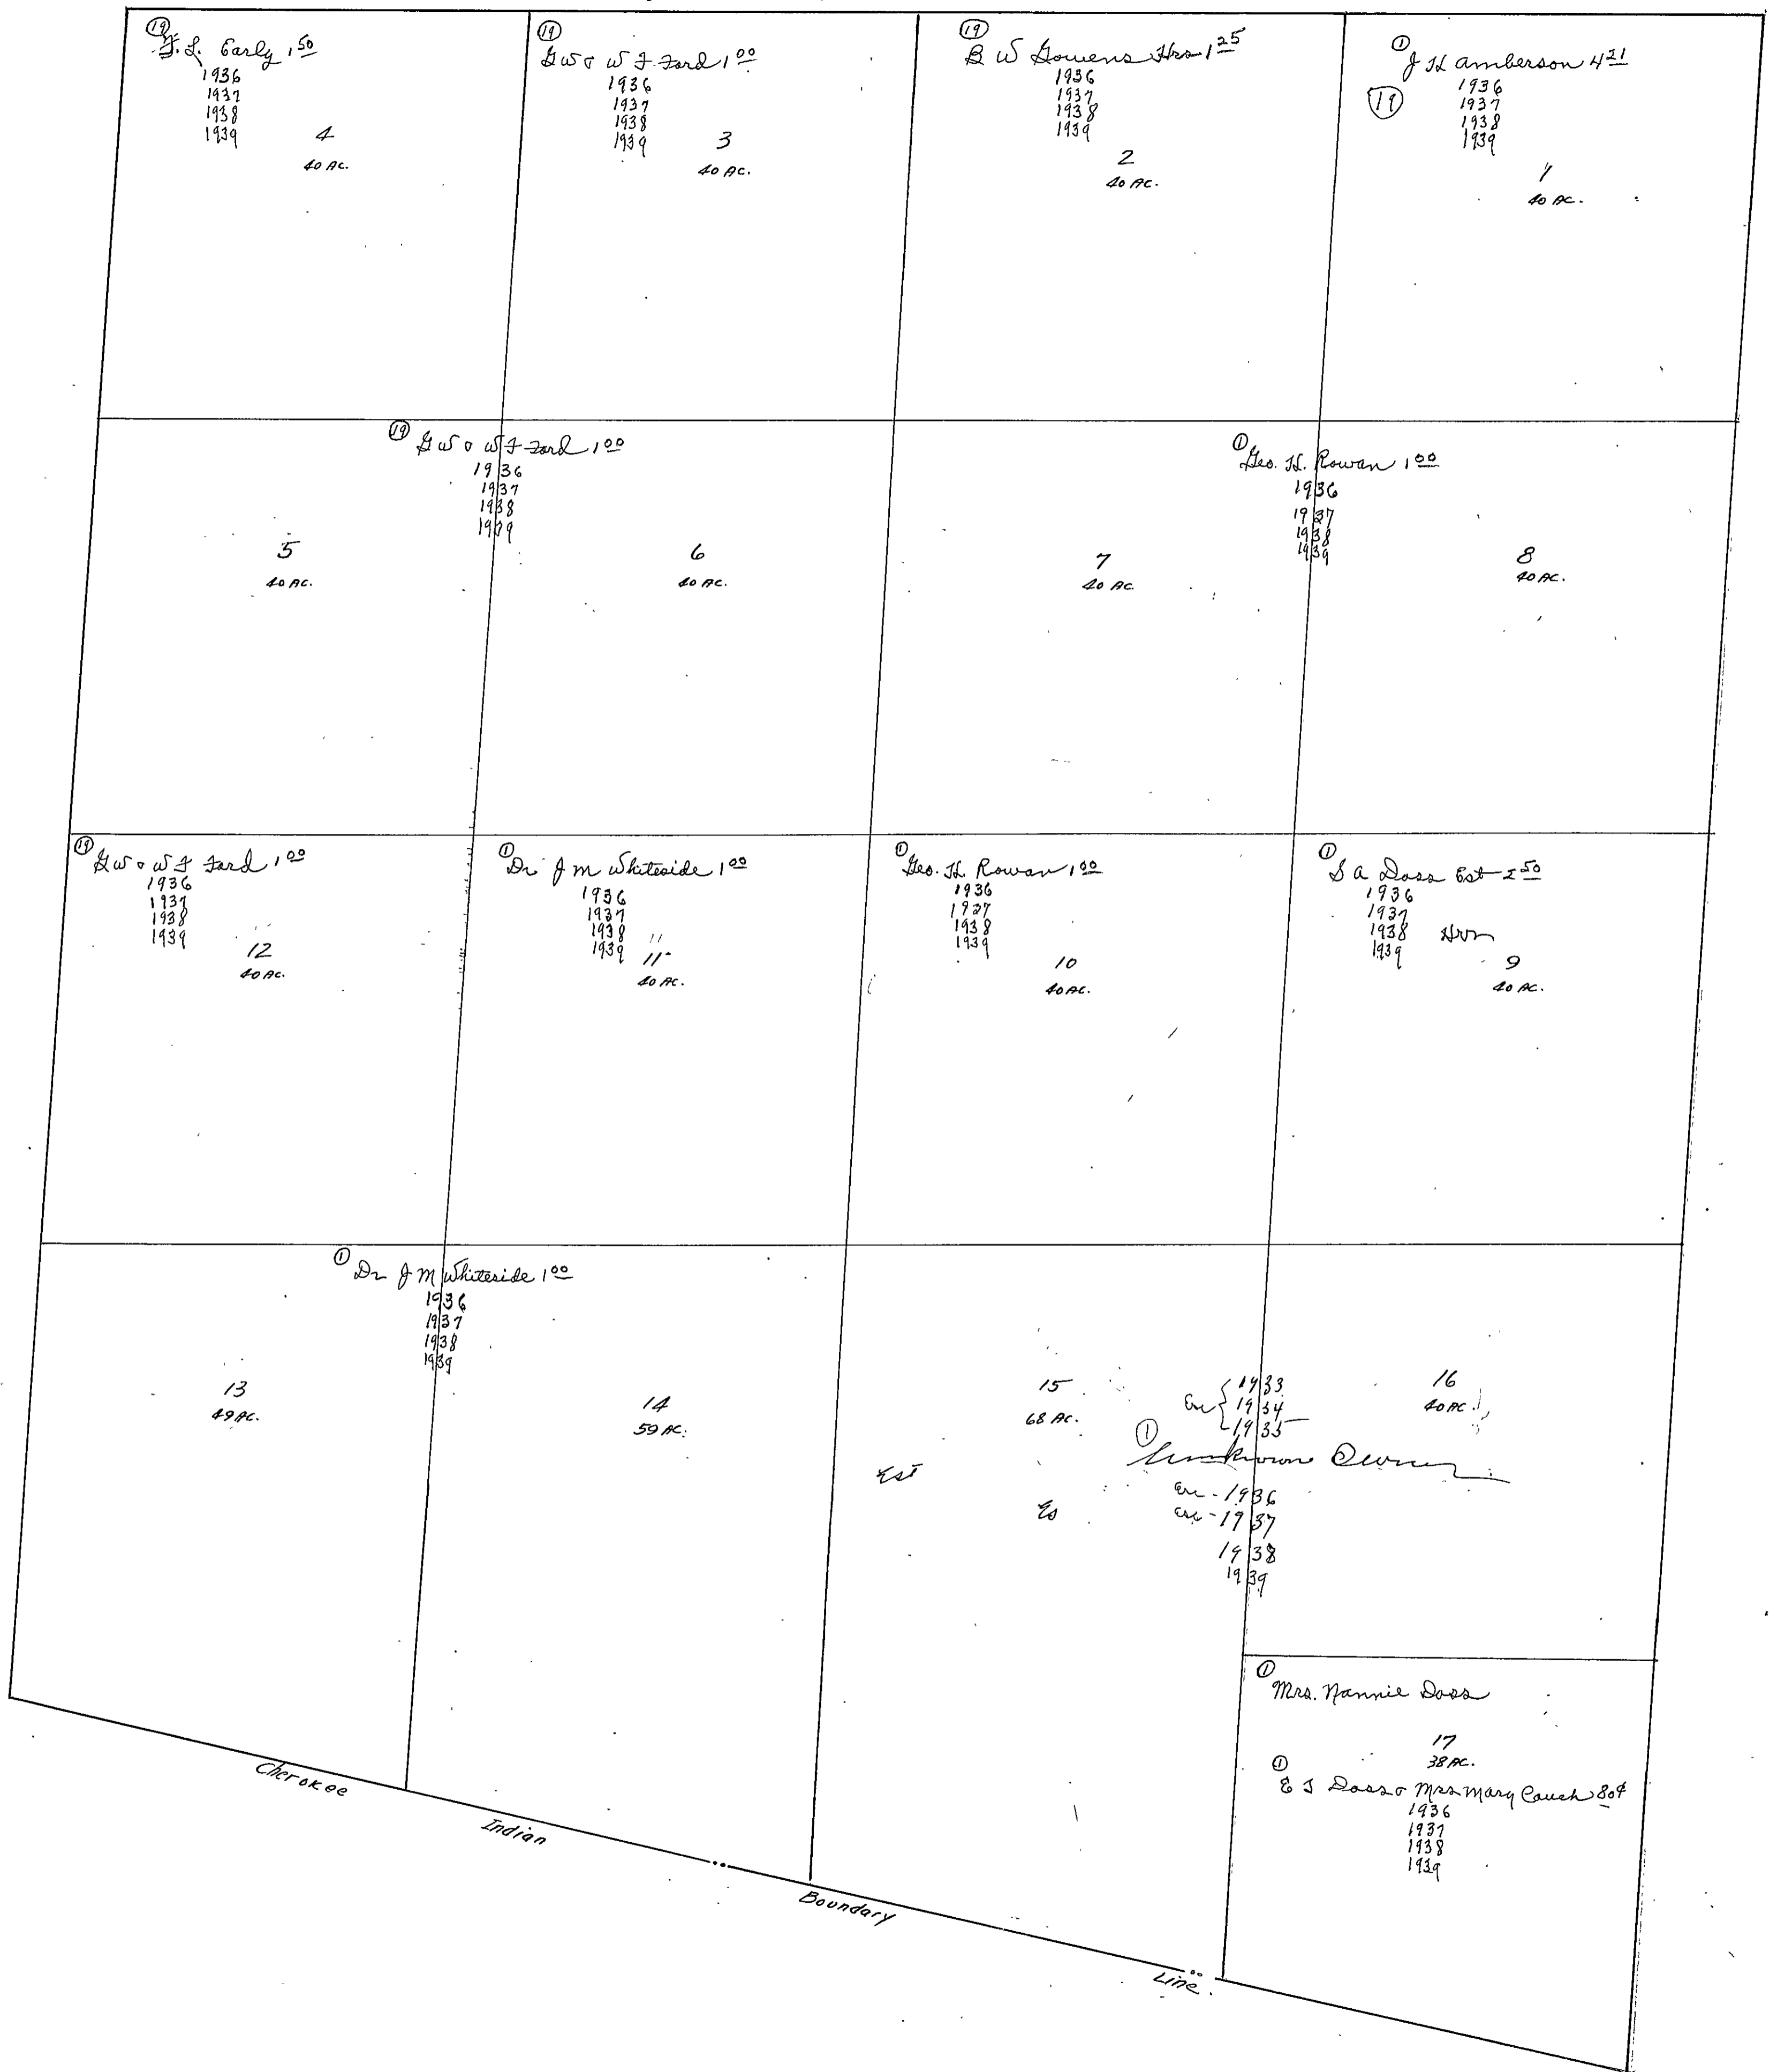 19
F. L. Early 1 50
1936
1937
1938
1939
4
40 AC.
19
G W & W F Ford 1 00
1936
1937
1938
1939
3
40 AC.
19
B W Gowens Hrs 1 25
1936
1937
1938
1939
2
40 AC.
1
J H Amberson 4 21
19
1936
1937
1938
1939
1
40 AC.
19
G W & W F Ford 1 00
1936
1937
1938
1939
5
40 AC.
6
40 AC.
1
Geo. H. Rowan 1 00
1936
1937
1938
1939
7
40 AC.
8
40 AC.
19
G W & W F Ford 1 00
1936
1937
1938
1939
12
40 AC.
1
Dr J M Whiteside 1 00
1936
1937
1938
1939
11
40 AC.
1
Geo. H. Rowan 1 00
1936
1937
1938
1939
10
40 AC.
1
S A Doss Est 2 50
1936
1937
1938
1939
9
40 AC.
1
Dr J M Whiteside 1 00
1936
1937
1938
1939
13
49 AC.
14
59 AC.
15
68 AC.
16
40 AC.
1933
1934
1935
1
Unknown Owner
1936
1937
1938
1939
Est
Es
1
Mrs. Nannie Doss
17
38 AC.
1
E J Doss & Mrs Mary Couch 80¢
1936
1937
1938
1939
Cherokee Indian Boundary Line.